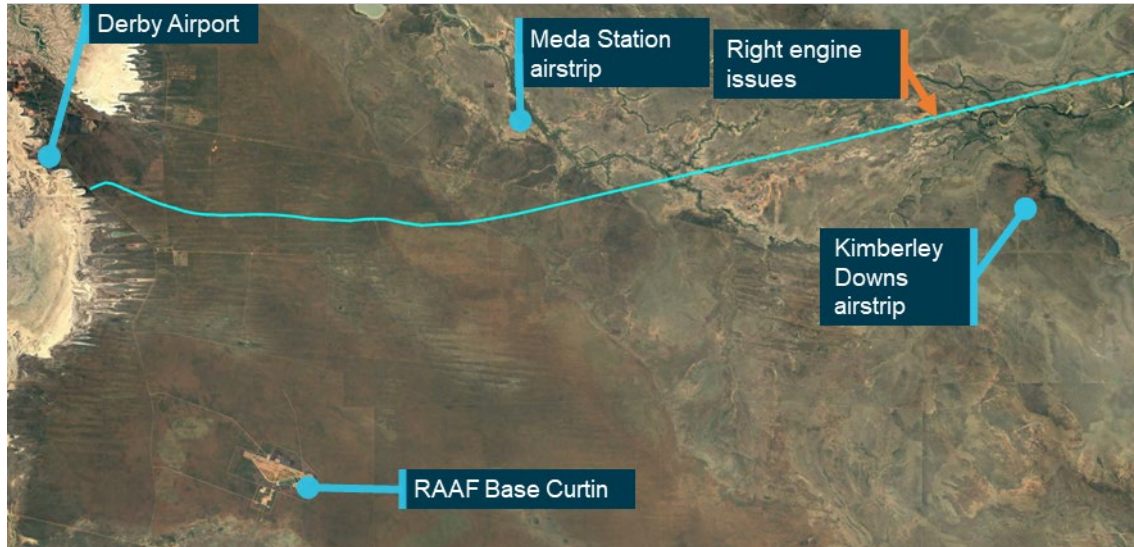 Derby Airport
Meda Station
airstrip
Right engine
issues
Kimberley
Downs
airstrip
RAAF Base Curtin